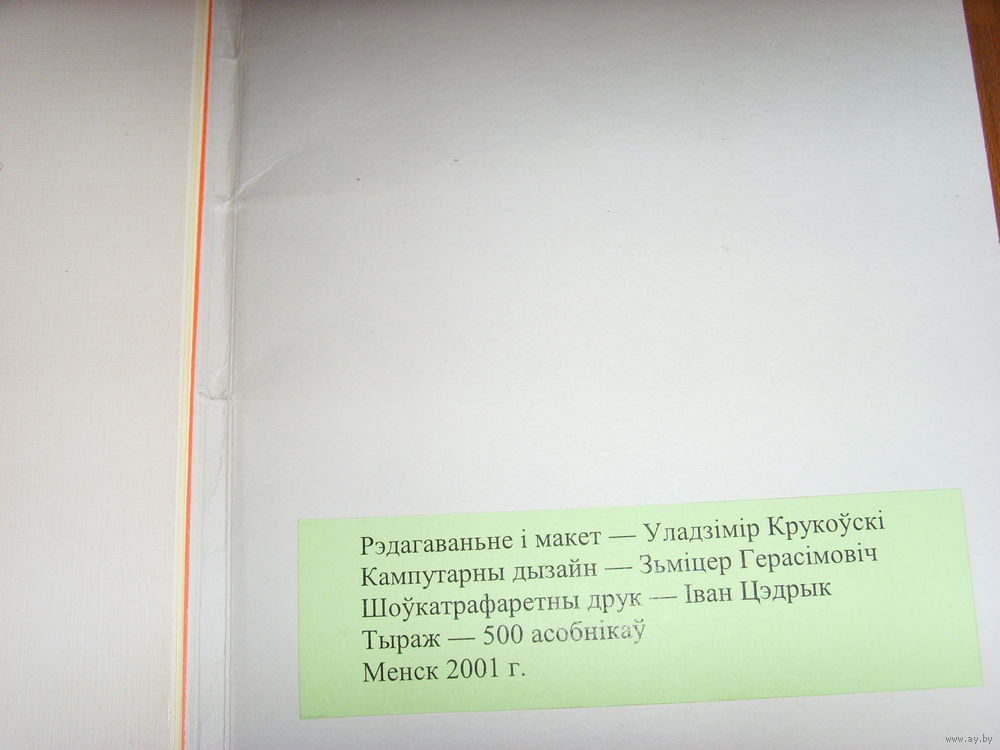 Рэдагаваньне і макет — Уладзімір Крукоўскі
Кампутарны дызайн — Зьміцер Герасімовіч
Шоўкатрафарэтны друк — Іван Цэдрык
Тыраж — 500 асобнікаў
Менск 2001 г.
www.ay.by